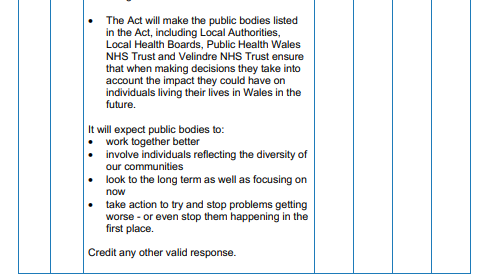 • The Act will make the public bodies listed
in the Act, including Local Authorities,
Local Health Boards, Public Health Wales
NHS Trust and Velindre NHS Trust ensure
that when making decisions they take into
account the impact they could have on
individuals living their lives in Wales in the
future.
It will expect public bodies to:
• work together better
• involve individuals reflecting the diversity of
our communities
• look to the long term as well as focusing on
now
• take action to try and stop problems getting
worse - or even stop them happening in the
first place.
Credit any other valid response.